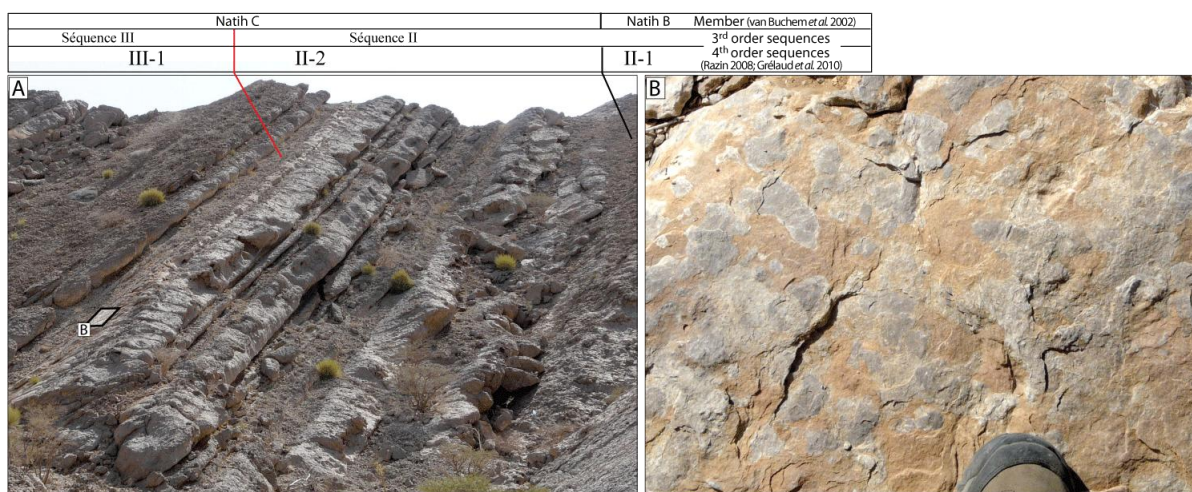 Natih C Natih B Member (van Buchem et al. 2002)
Séquence III Séquence II 3rd order sequences
III-1 II-2 II-1 4th order sequences
(Razin 2008; Grélaud et al. 2010)
A B
B